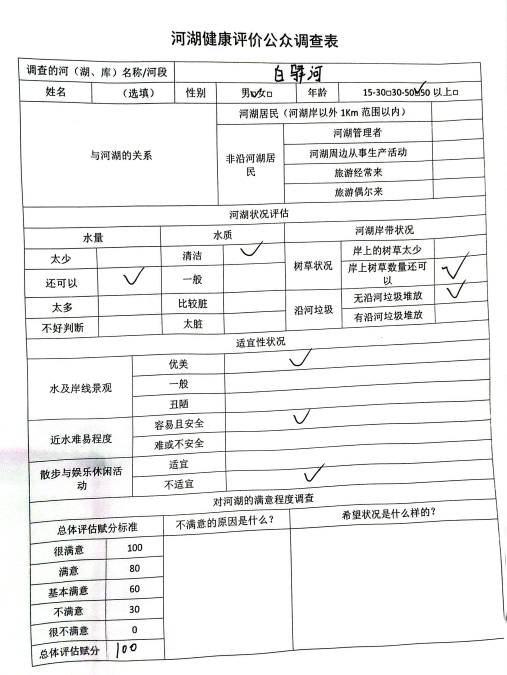 河湖健康评价公众调查表
调查的河（湖、库）名称/河段 白骅河
姓名 （选填） 性别 男□✓女□ 年龄 15-30□30-50☑50 以上□
与河湖的关系
河湖居民（河湖岸以外 1Km 范围以内）
非沿河湖居民
河湖管理者
河湖周边从事生产活动
旅游经常来
旅游偶尔来
河湖状况评估
水量 水质 河湖岸带状况
太少 清洁 ✓ 树草状况 岸上的树草太少
还可以 ✓ 一般 岸上树草数量还可以 ✓
太多 比较脏 沿河垃圾 无沿河垃圾堆放 ✓
不好判断 太脏 有沿河垃圾堆放
适宜性状况
水及岸线景观 优美 ✓
一般
丑陋
近水难易程度 容易且安全 ✓
难或不安全
散步与娱乐休闲活动 适宜
不适宜 ✓
对河湖的满意程度调查
总体评估赋分标准 不满意的原因是什么？ 希望状况是什么样的？
很满意 100
满意 80
基本满意 60
不满意 30
很不满意 0
总体评估赋分 100